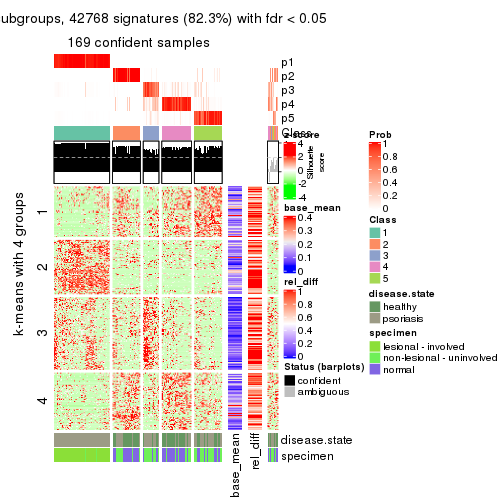 ubgroups, 42768 signatures (82.3%) with fdr < 0.05
169 confident samples
p1
p2
p3
p4
p5
Class
Silhouette
score
k-means with 4 groups
1
2
3
4
base_mean
rel_diff
disease.state
specimen
z-score
4
2
0
-2
-4
base_mean
0.4
0.3
0.2
0.1
0
rel_diff
1
0.8
0.6
0.4
0.2
0
Status (barplots)
confident
ambiguous
Prob
1
0.8
0.6
0.4
0.2
0
Class
1
2
3
4
5
disease.state
healthy
psoriasis
specimen
lesional - involved
non-lesional - uninvolved
normal